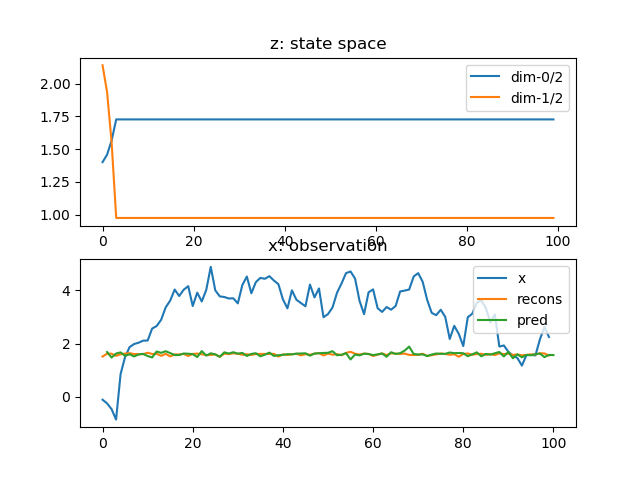 z: state space
2.00
1.75
1.50
1.25
1.00
dim-0/2
dim-1/2
0 20 40 60 80 100
x: observation
4
2
0
x
recons
pred
0 20 40 60 80 100